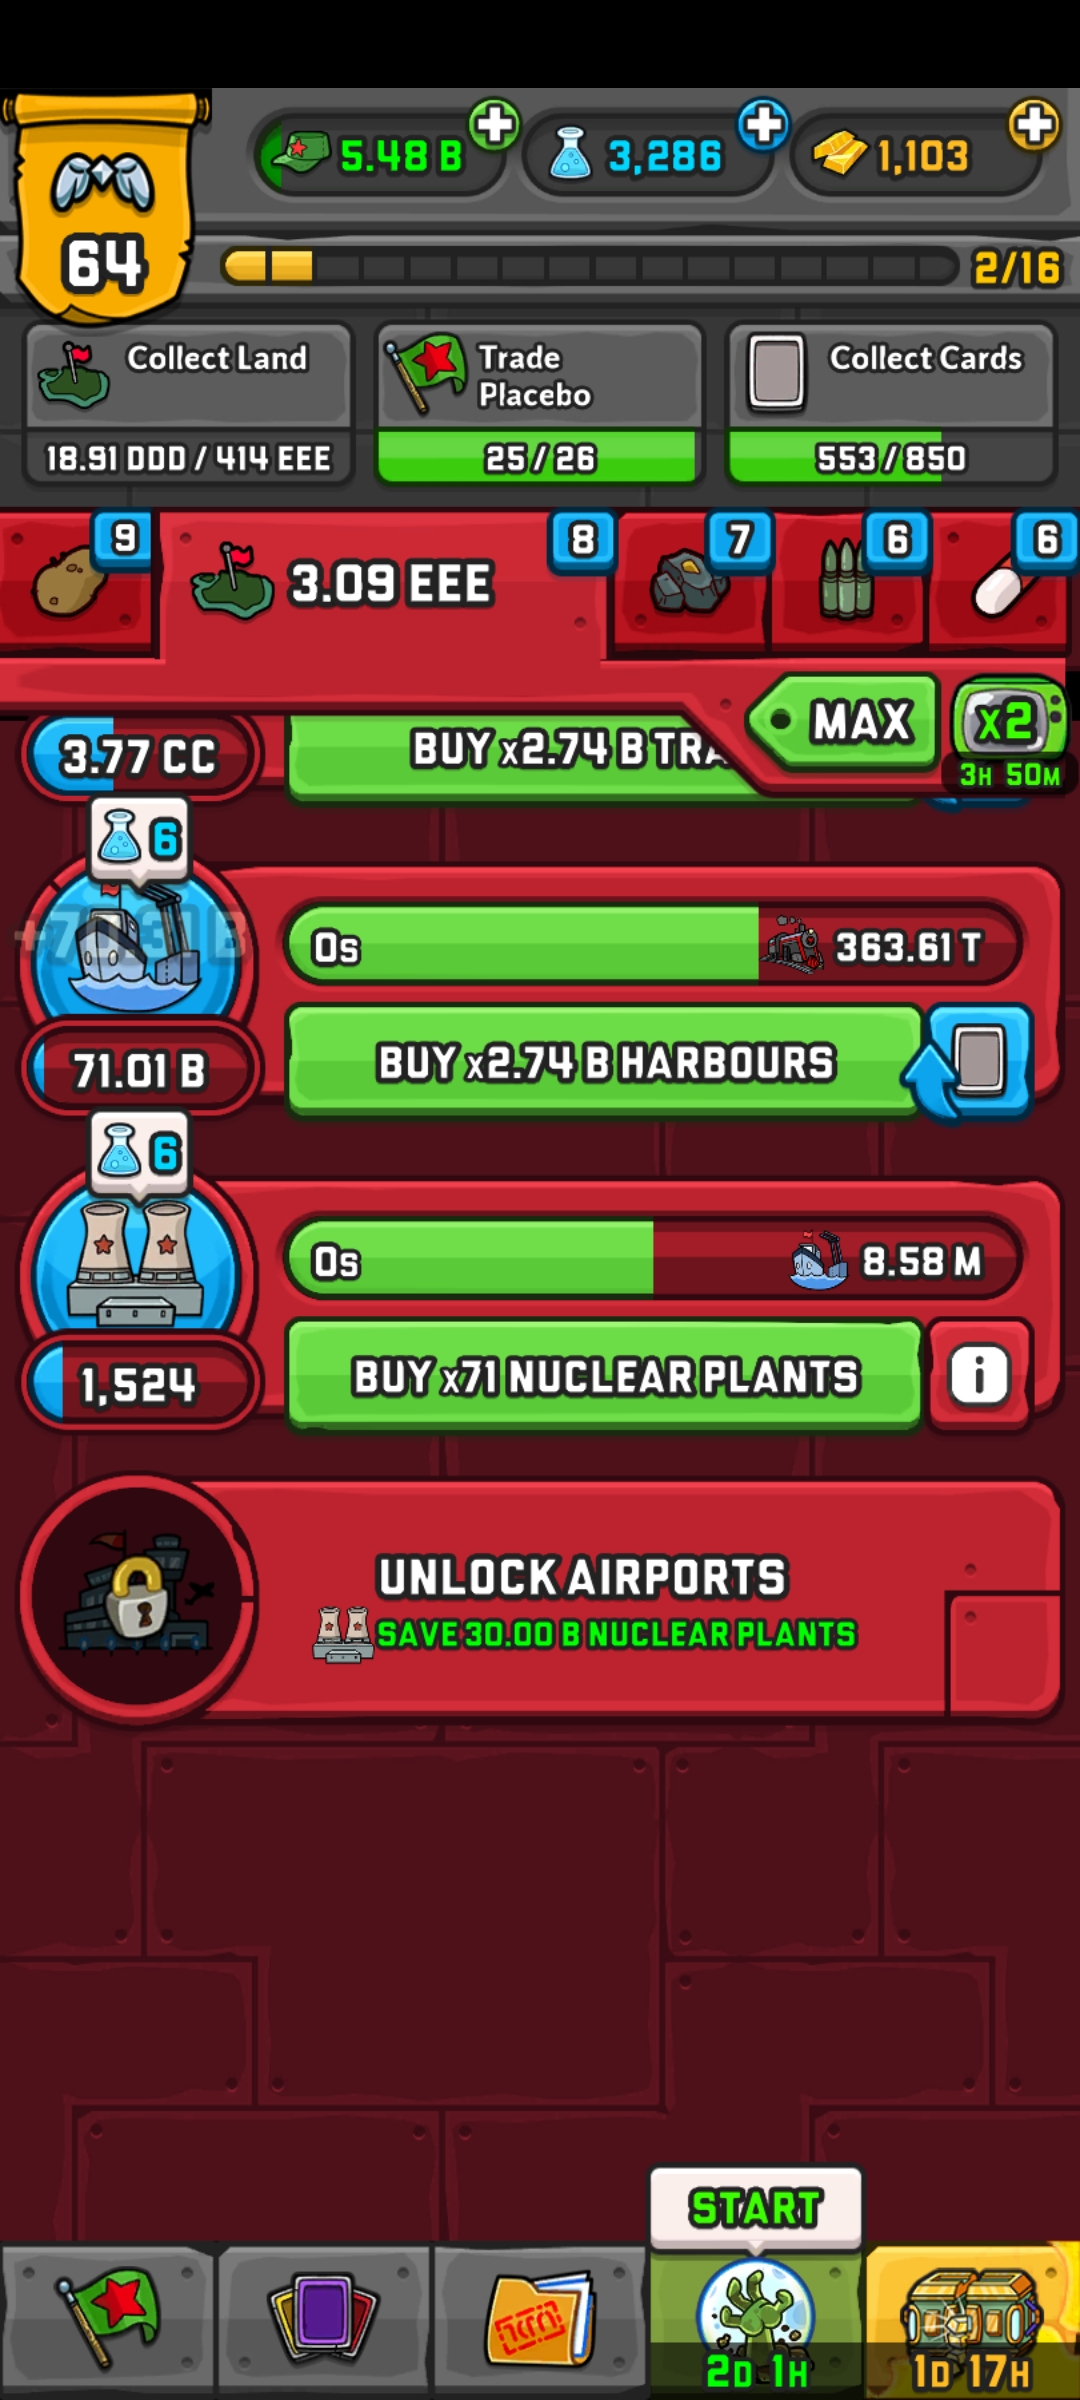 5.48 B
3,286
1,103
64
2/16
Collect Land
18.91 DDD / 414 EEE
Trade
Placebo
25 / 26
Collect Cards
553 / 850
9
3.09 EEE
8
7
6
6
MAX
x2
3H 50M
3.77 CC
BUY x2.74 B TRA
6
0s
363.61 T
71.01 B
BUY x2.74 B HARBOURS
6
0s
8.58 M
1,524
BUY x71 NUCLEAR PLANTS
i
UNLOCK AIRPORTS
SAVE 30.00 B NUCLEAR PLANTS
START
2D 1H
1D 17H